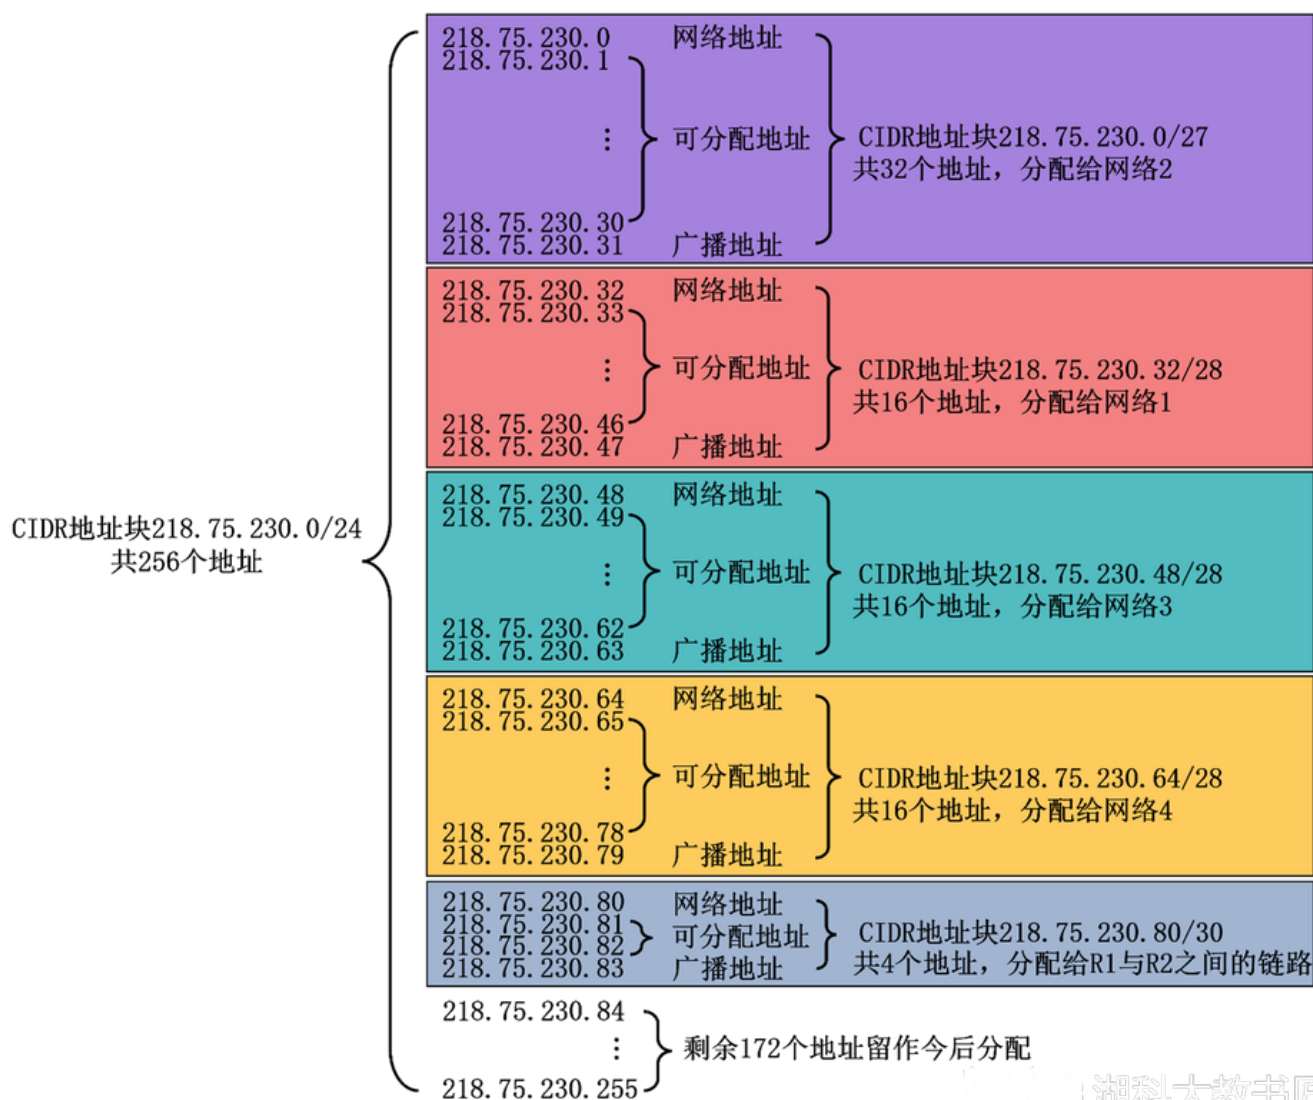 218.75.230.0 网络地址
218.75.230.1
⋮ 可分配地址
CIDR地址块218.75.230.0/27
共32个地址，分配给网络2
218.75.230.30
218.75.230.31 广播地址
218.75.230.32 网络地址
218.75.230.33
⋮ 可分配地址
CIDR地址块218.75.230.32/28
共16个地址，分配给网络1
218.75.230.46
218.75.230.47 广播地址
CIDR地址块218.75.230.0/24
共256个地址
218.75.230.48 网络地址
218.75.230.49
⋮ 可分配地址
CIDR地址块218.75.230.48/28
共16个地址，分配给网络3
218.75.230.62
218.75.230.63 广播地址
218.75.230.64 网络地址
218.75.230.65
⋮ 可分配地址
CIDR地址块218.75.230.64/28
共16个地址，分配给网络4
218.75.230.78
218.75.230.79 广播地址
218.75.230.80 网络地址
218.75.230.81
218.75.230.82 可分配地址
218.75.230.83 广播地址
CIDR地址块218.75.230.80/30
共4个地址，分配给R1与R2之间的链路
218.75.230.84
⋮ 剩余172个地址留作今后分配
218.75.230.255
湖科大教书匠